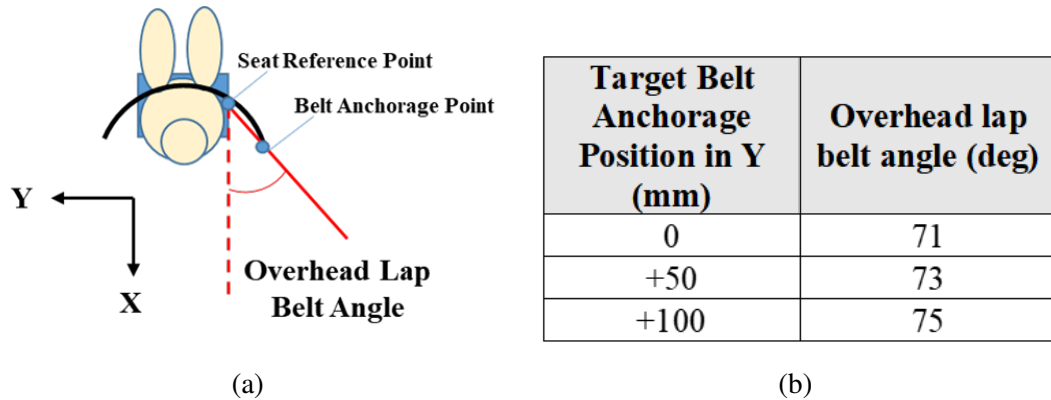 Seat Reference Point
Belt Anchorage Point
Y
X
Overhead Lap
Belt Angle
(a)
Target Belt
Anchorage
Position in Y
(mm)
Overhead lap
belt angle (deg)
0 71
+50 73
+100 75
(b)